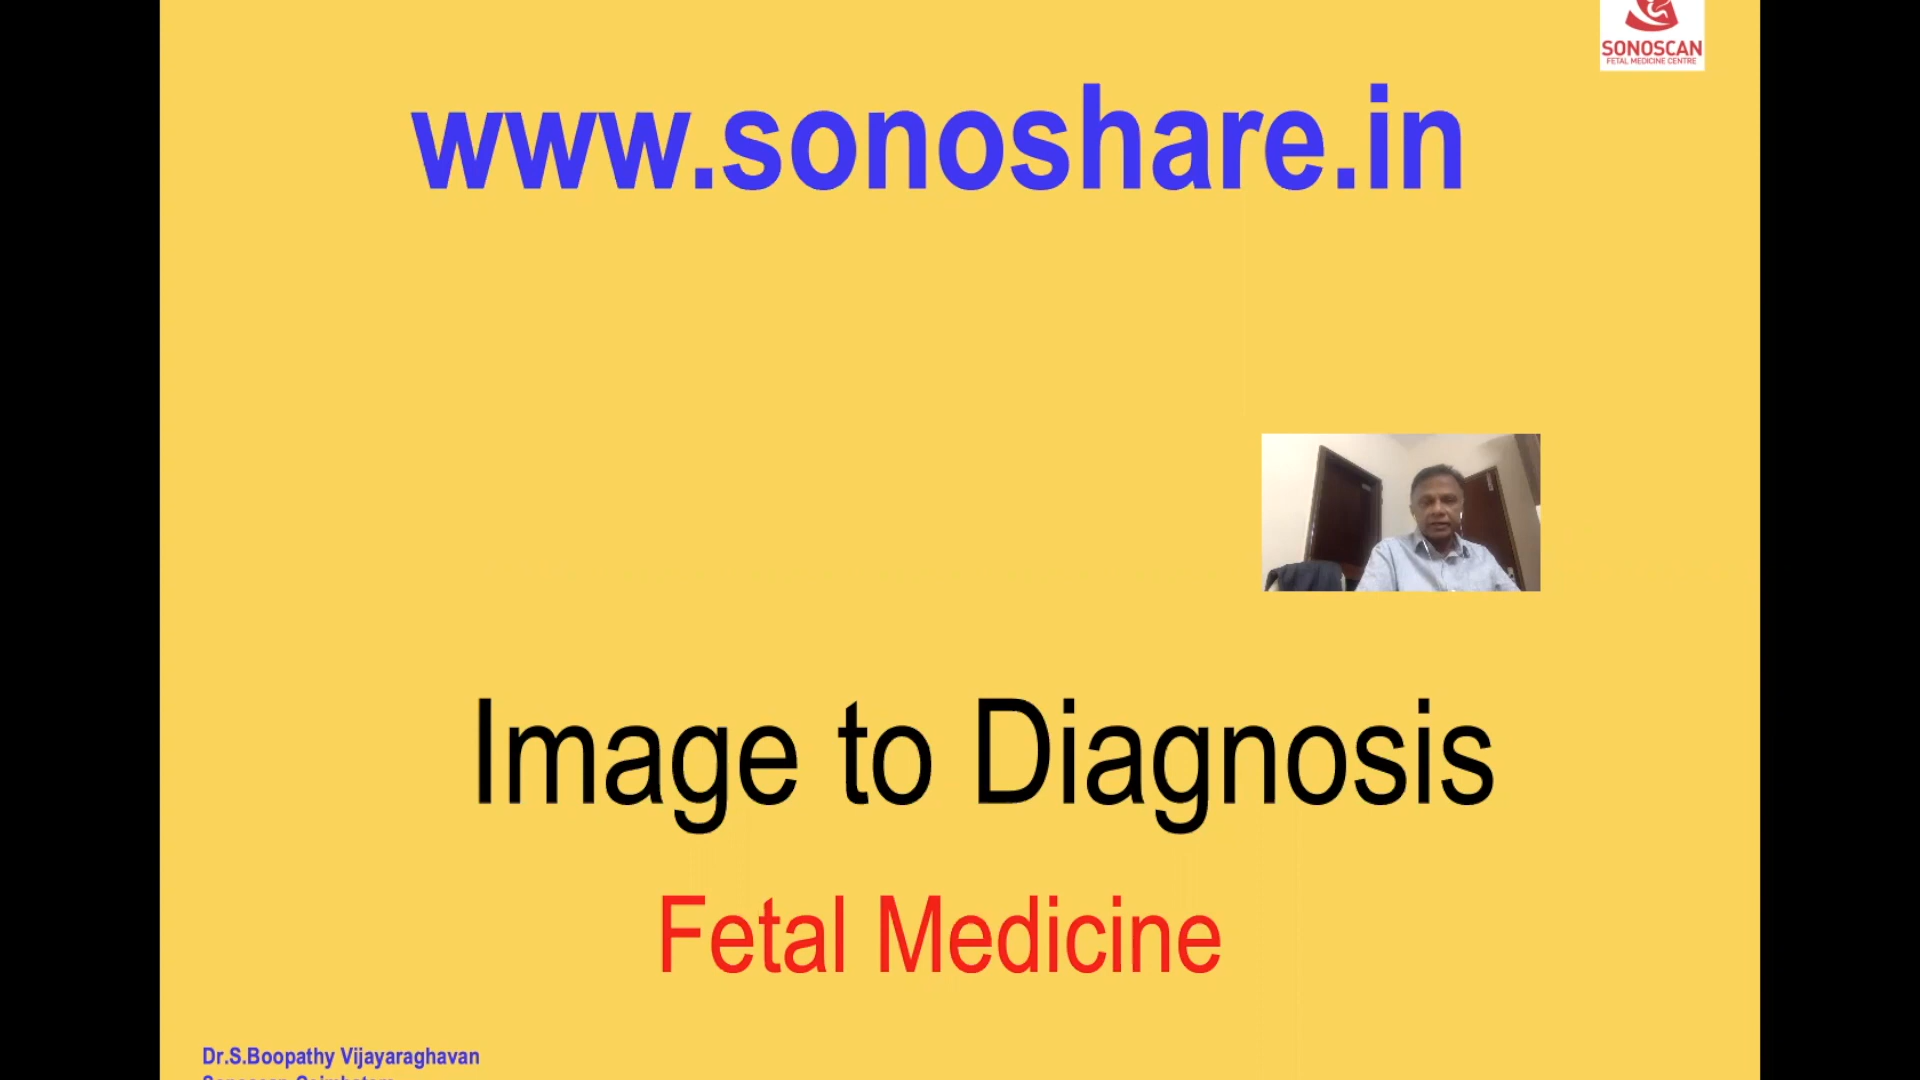 SONOSCAN
FETAL MEDICINE CENTRE
www.sonoshare.in
Image to Diagnosis
Fetal Medicine
Dr.S.Boopathy Vijayaraghavan